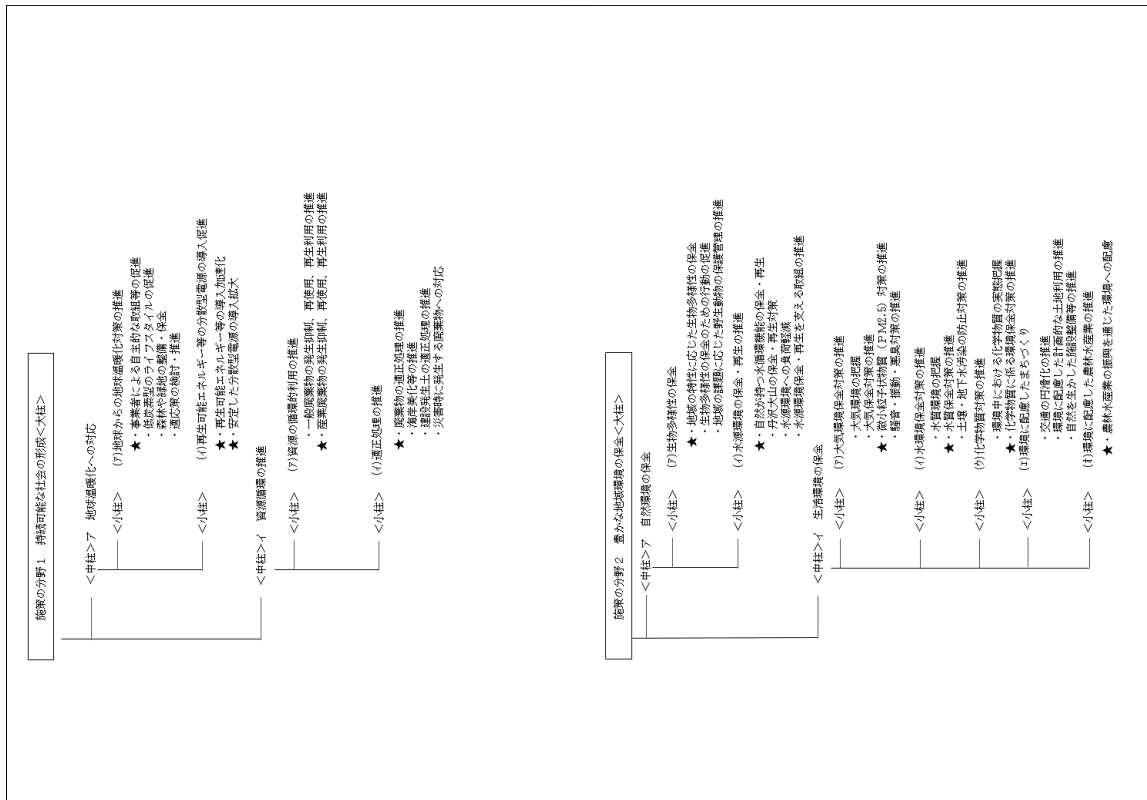 施策の分野１　持続可能な社会の形成＜大柱＞
＜中柱＞ア　地球温暖化への対応
＜小柱＞　(ｱ)地球からの地球温暖化対策の推進
★・事業者による自主的な取組等の促進
・低炭素型のライフスタイルの促進
・森林や緑地の整備・保全
・適応策の検討・推進
＜小柱＞　(ｲ)再生可能エネルギー等の分散型電源の導入促進
★・再生可能エネルギー等の導入加速化
★・安定した分散型電源の導入拡大
＜中柱＞イ　資源循環の推進
＜小柱＞　(ｱ)資源の循環的利用の推進
・一般廃棄物の発生抑制、再使用、再生利用の推進
★・産業廃棄物の発生抑制、再使用、再生利用の推進
＜小柱＞　(ｲ)適正処理の推進
★・廃棄物の適正処理の推進
・海岸美化等の推進
・建設発生土の適正処理の推進
・災害時に発生する廃棄物への対応
施策の分野２　豊かな地域環境の保全＜大柱＞
＜中柱＞ア　自然環境の保全
＜小柱＞　(ｱ)生物多様性の保全
★・地域の特性に応じた生物多様性の保全
・生物多様性の保全のための行動の促進
・地域の課題に応じた野生動物の保護管理の推進
＜小柱＞　(ｲ)水源環境の保全・再生の推進
★・自然が持つ水循環機能の保全・再生
・丹沢大山の保全・再生対策
・水源環境への負荷軽減
・水源環境保全・再生を支える取組の推進
＜中柱＞イ　生活環境の保全
＜小柱＞　(ｱ)大気環境保全対策の推進
・大気環境の把握
・大気保全対策の推進
★・微小粒子状物質（ＰＭ2.5）対策の推進
・騒音・振動・悪臭対策の推進
＜小柱＞　(ｲ)水環境保全対策の推進
・水質環境の把握
★・水質保全対策の推進
・土壌・地下水汚染の防止対策の推進
＜小柱＞　(ｳ)化学物質対策の推進
・環境中における化学物質の実態把握
★・化学物質に係る環境保全対策の推進
＜小柱＞　(ｴ)環境に配慮したまちづくり
・交通の円滑化の推進
・環境に配慮した計画的な土地利用の推進
・自然を生かした施設整備等の推進
＜小柱＞　(ｵ)環境に配慮した農林水産業の推進
★・農林水産業の振興を通じた環境への配慮